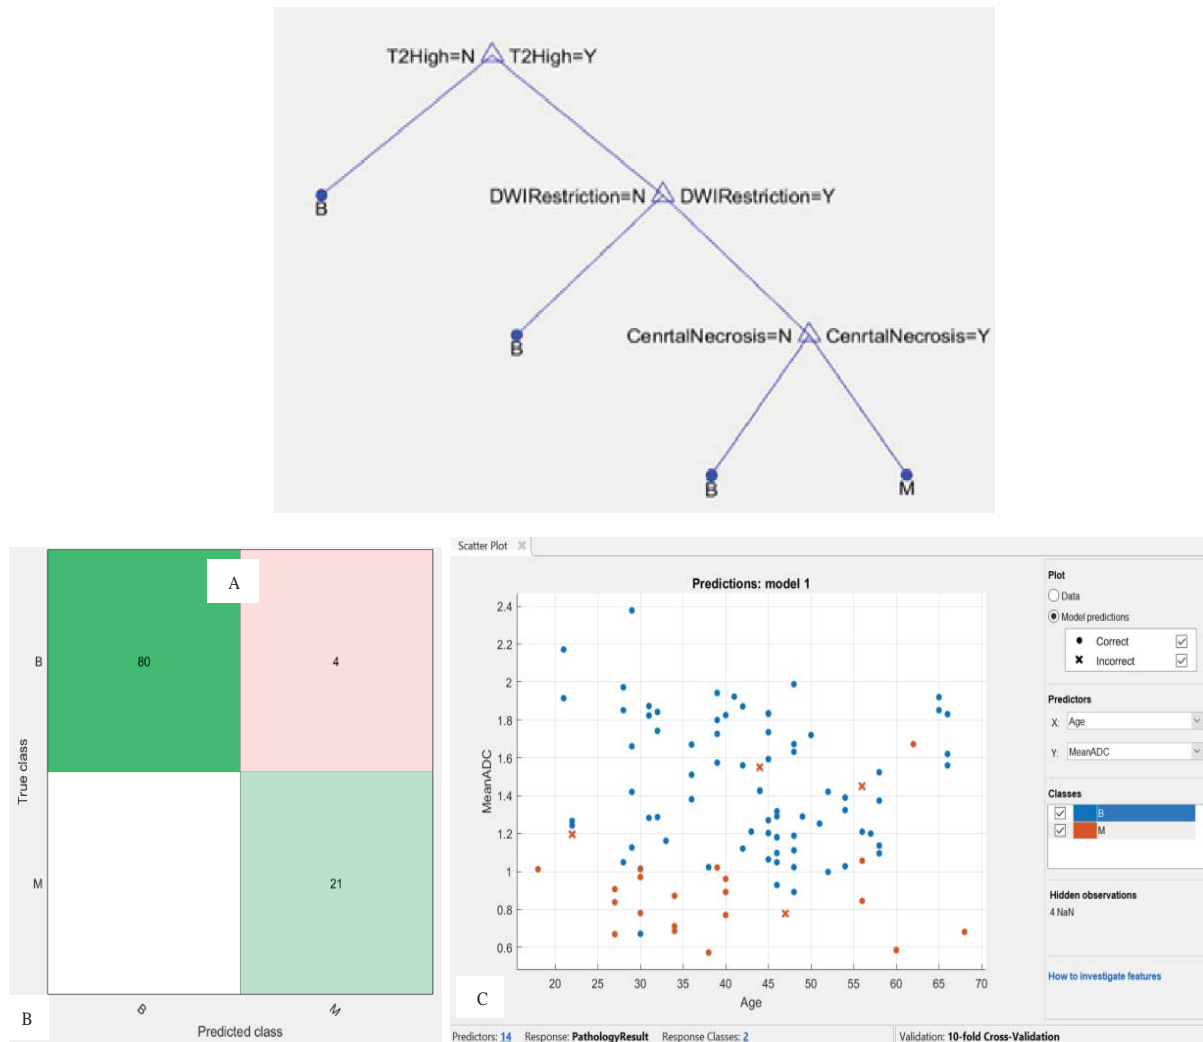 T2High=N T2High=Y
B
DWIRestriction=N DWIRestriction=Y
B
CenrtalNecrosis=N CenrtalNecrosis=Y
B
M
A
80
4
B
True class
M
21
B
M
Predicted class
B
Scatter Plot
Predictions: model 1
2.4
2.2
2
1.8
1.6
1.4
1.2
1
0.8
0.6
MeanADC
20 25 30 35 40 45 50 55 60 65 70
Age
C
Plot
Data
Model predictions
Correct
Incorrect
Predictors
X: Age
Y: MeanADC
Classes
B
M
Hidden observations
4 NaN
How to investigate features
Predictors: 14 Response: PathologyResult Response Classes: 2
Validation: 10-fold Cross-Validation